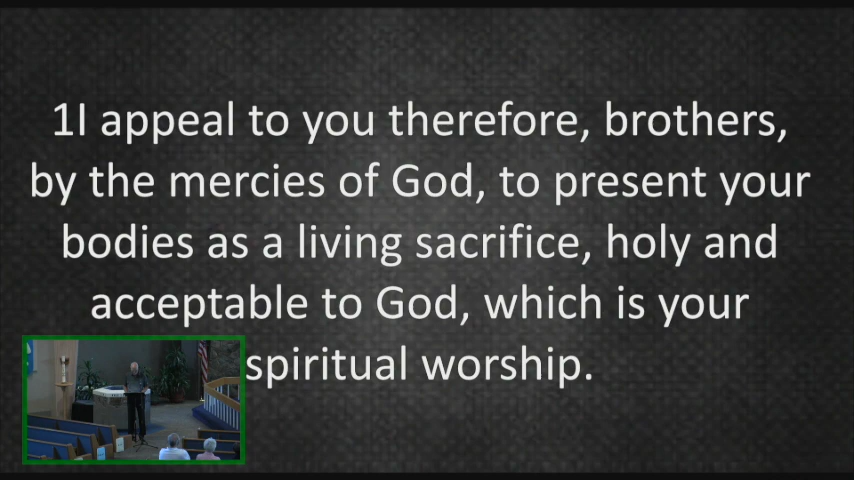 1I appeal to you therefore, brothers,
by the mercies of God, to present your
bodies as a living sacrifice, holy and
acceptable to God, which is your
spiritual worship.